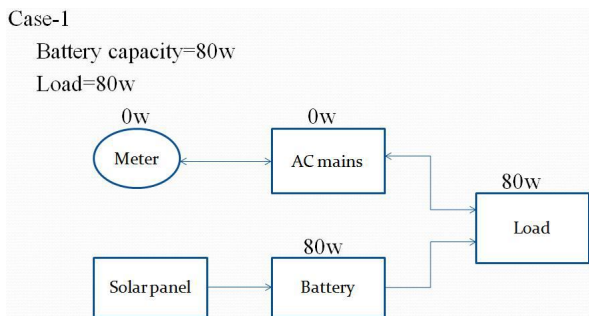 Case-1
Battery capacity=80w
Load=80w
0w
0w
Meter
AC mains
80w
Load
80w
Solar panel
Battery